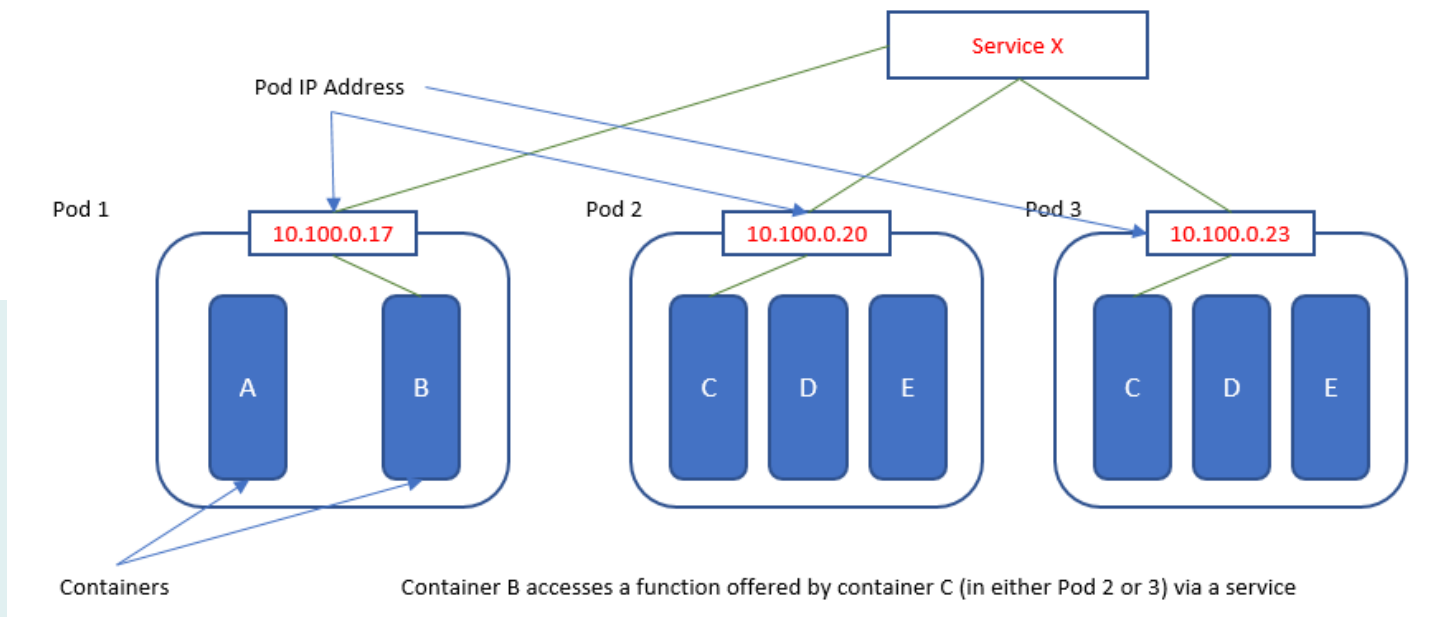 Service X
Pod IP Address
Pod 1
Pod 2
Pod 3
10.100.0.17
10.100.0.20
10.100.0.23
A
B
C
D
E
C
D
E
Containers
Container B accesses a function offered by container C (in either Pod 2 or 3) via a service